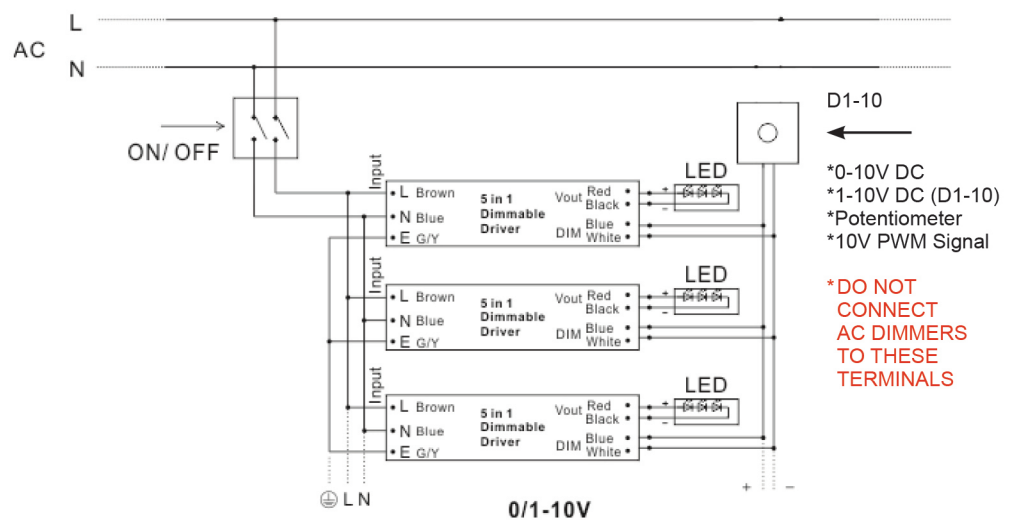 L
AC
N
ON/ OFF
D1-10
*0-10V DC
*1-10V DC (D1-10)
*Potentiometer
*10V PWM Signal
*DO NOT
CONNECT
AC DIMMERS
TO THESE
TERMINALS
Input
L Brown
N Blue
E G/Y
5 in 1
Dimmable
Driver
Vout Red
Black
DIM Blue
White
LED
+
–
Input
L Brown
N Blue
E G/Y
5 in 1
Dimmable
Driver
Vout Red
Black
DIM Blue
White
LED
+
–
Input
L Brown
N Blue
E G/Y
5 in 1
Dimmable
Driver
Vout Red
Black
DIM Blue
White
LED
+
–
L N
+ –
0/1-10V